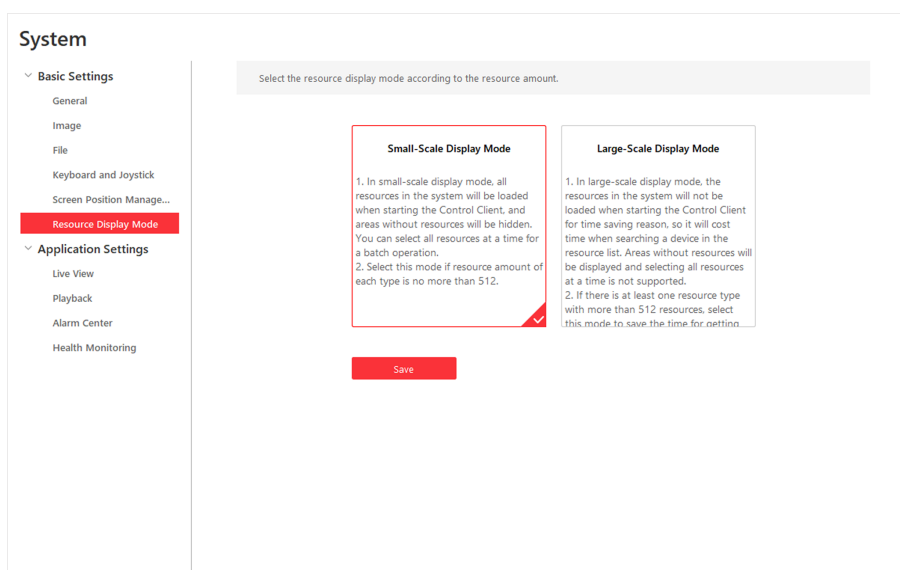 System
Basic Settings
General
Image
File
Keyboard and Joystick
Screen Position Manage...
Resource Display Mode
Application Settings
Live View
Playback
Alarm Center
Health Monitoring
Select the resource display mode according to the resource amount.
Small-Scale Display Mode
1. In small-scale display mode, all
resources in the system will be loaded
when starting the Control Client, and
areas without resources will be hidden.
You can select all resources at a time for
a batch operation.
2. Select this mode if resource amount of
each type is no more than 512.
Large-Scale Display Mode
1. In large-scale display mode, the
resources in the system will not be
loaded when starting the Control Client
for time saving reason, so it will cost
time when searching a device in the
resource list. Areas without resources will
be displayed and selecting all resources
at a time is not supported.
2. If there is at least one resource type
with more than 512 resources, select
this mode to save the time for getting
Save